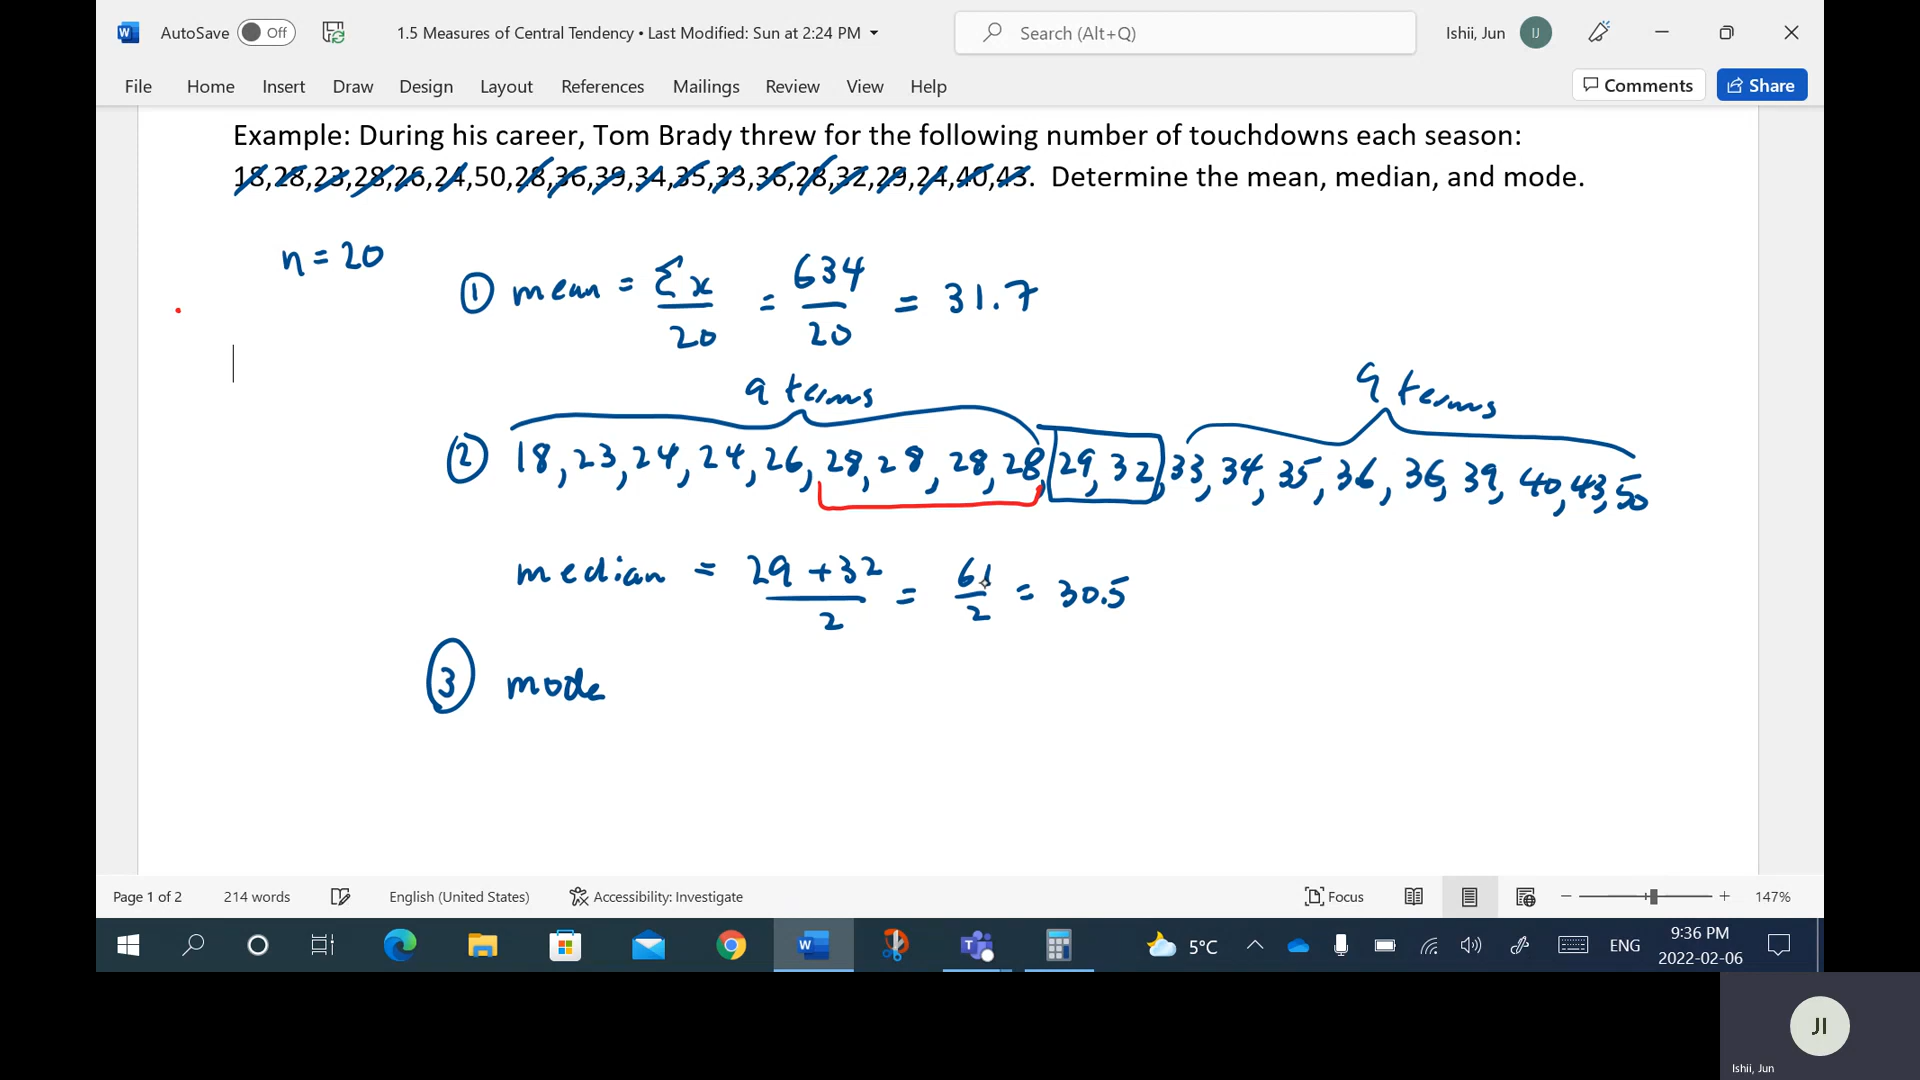 AutoSave Off 1.5 Measures of Central Tendency • Last Modified: Sun at 2:24 PM Search (Alt+Q) Ishii, Jun IJ
File Home Insert Draw Design Layout References Mailings Review View Help Comments Share
Example: During his career, Tom Brady threw for the following number of touchdowns each season:
18,28,23,28,26,24,50,28,36,39,34,35,33,36,28,32,29,24,40,43. Determine the mean, median, and mode.
n = 20
① mean = Σx/20 = 634/20 = 31.7
9 terms 9 terms
② 18, 23, 24, 24, 26, 28, 28, 28, 28, 29, 32, 33, 34, 35, 36, 36, 39, 40, 43, 50
median = 29 + 32/2 = 61/2 = 30.5
③ mode
Page 1 of 2 214 words English (United States) Accessibility: Investigate Focus 147%
5°C ENG 9:36 PM
2022-02-06
JI
Ishii, Jun